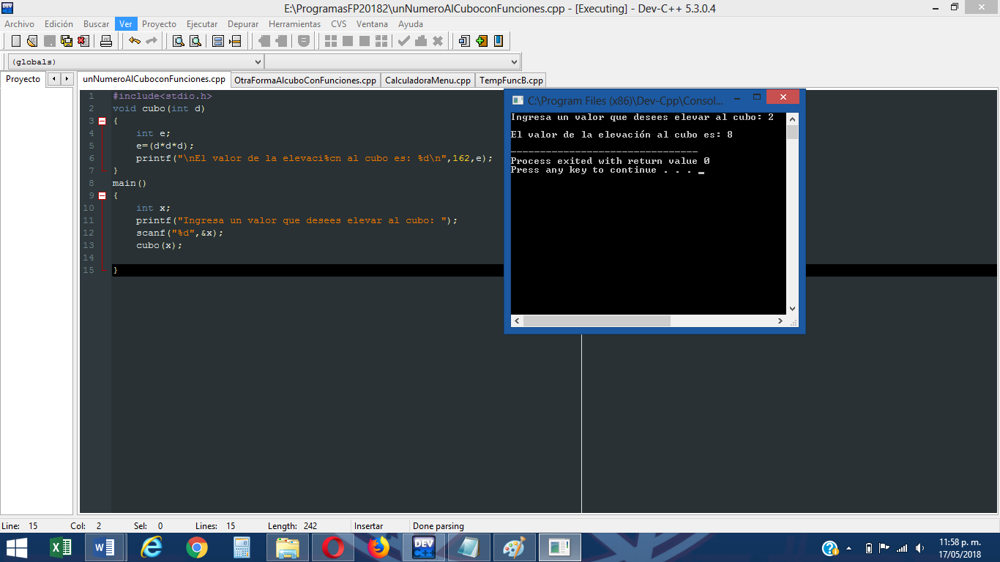 E:\ProgramasFP20182\unNumeroAlCuboconFunciones.cpp - [Executing] - Dev-C++ 5.3.0.4
Archivo Edición Buscar Ver Proyecto Ejecutar Depurar Herramientas CVS Ventana Ayuda
(globals)
Proyecto unNumeroAlCuboconFunciones.cpp OtraFormaAlcuboConFunciones.cpp CalculadoraMenu.cpp TempFuncB.cpp
1 #include<stdio.h>
2 void cubo(int d)
3 {
4 int e;
5 e=(d*d*d);
6 printf("\nEl valor de la elevaci%cn al cubo es: %d\n",162,e);
7 }
8 main()
9 {
10 int x;
11 printf("Ingresa un valor que desees elevar al cubo: ");
12 scanf("%d",&x);
13 cubo(x);
14
15 }
C:\Program Files (x86)\Dev-Cpp\Consol...
Ingresa un valor que desees elevar al cubo: 2
El valor de la elevación al cubo es: 8
--------------------------------
Process exited with return value 0
Press any key to continue . . . _
Line: 15 Col: 2 Sel: 0 Lines: 15 Length: 242 Insertar Done parsing
DEV C++
11:58 p. m.
17/05/2018